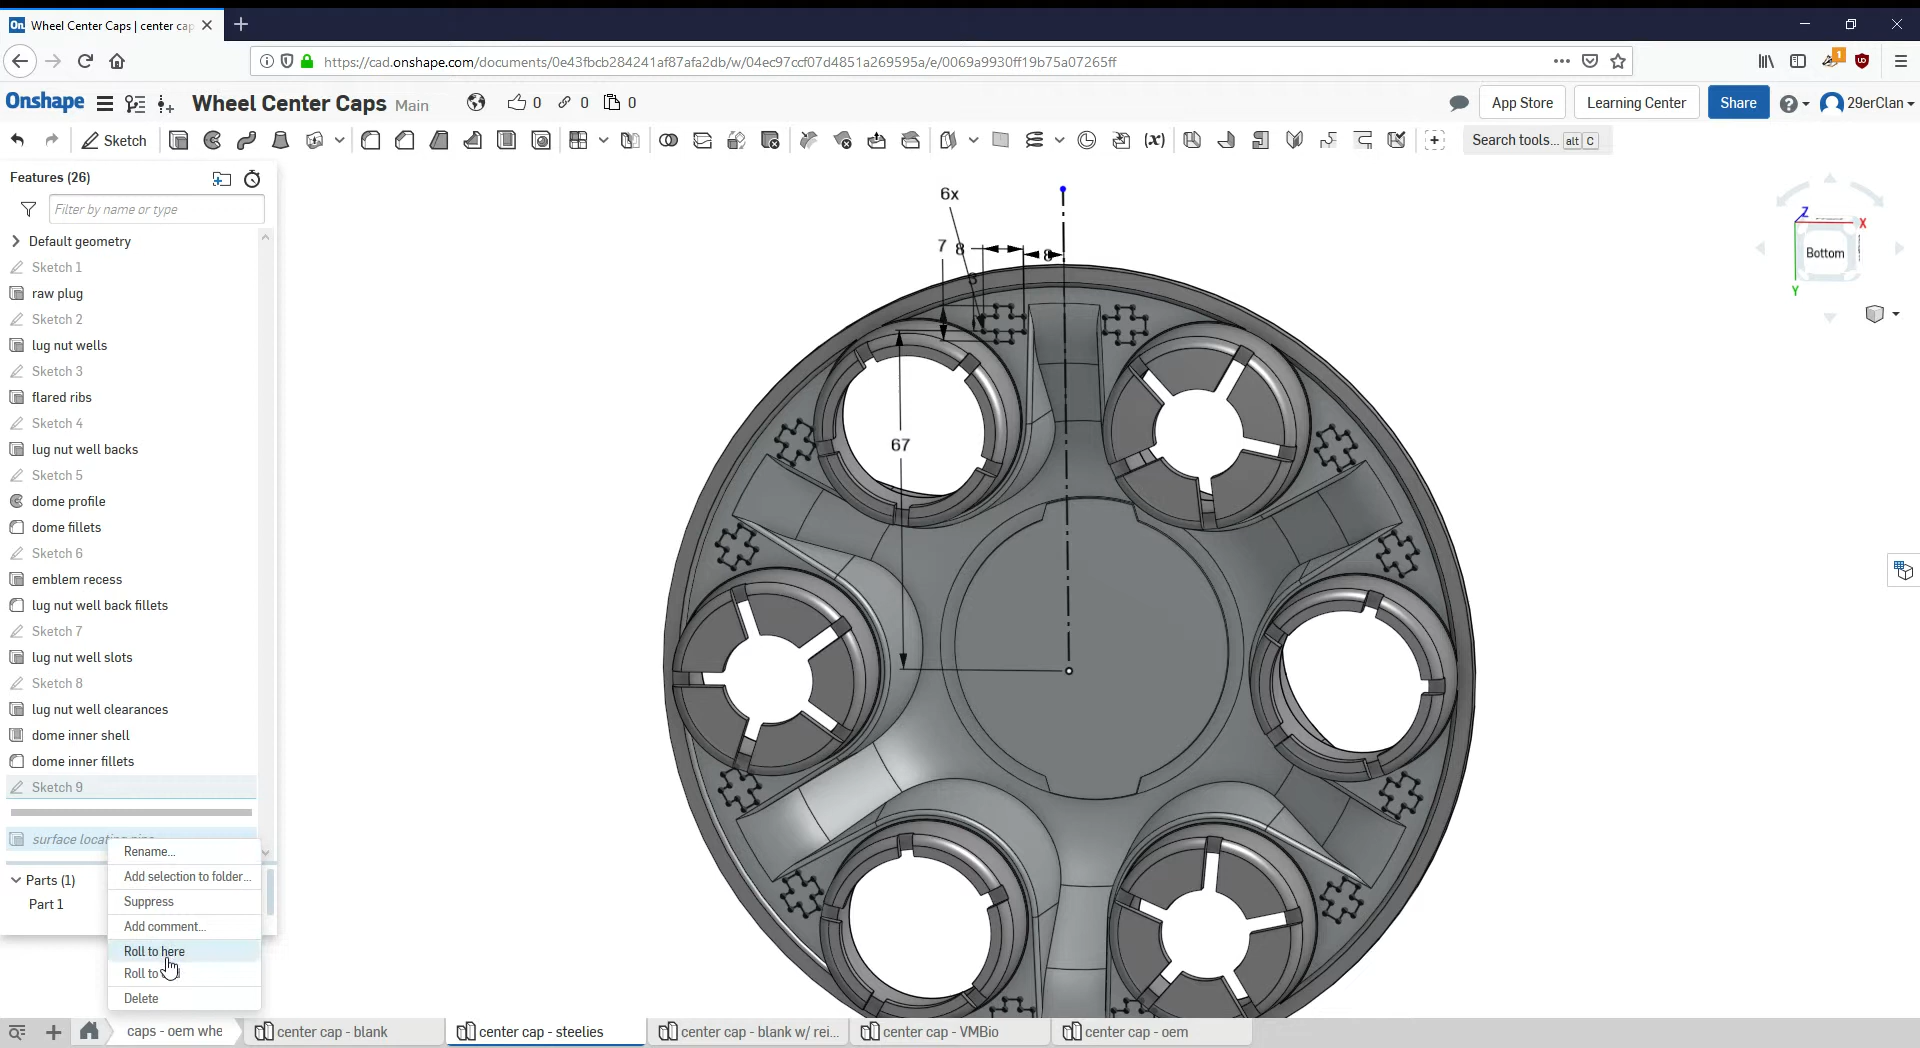 Wheel Center Caps | center cap
https://cad.onshape.com/documents/0e43fbcb284241af87afa2db/w/04ec97ccf07d4851a269595a/e/0069a9930ff19b75a07265ff
1
Onshape Wheel Center Caps Main 0 0 0 App Store Learning Center Share 29erClan
Sketch Search tools... alt C
Features (26)
Filter by name or type
Default geometry
Sketch 1
raw plug
Sketch 2
lug nut wells
Sketch 3
flared ribs
Sketch 4
lug nut well backs
Sketch 5
dome profile
dome fillets
Sketch 6
emblem recess
lug nut well back fillets
Sketch 7
lug nut well slots
Sketch 8
lug nut well clearances
dome inner shell
dome inner fillets
Sketch 9
surface
Rename...
Add selection to folder...
Suppress
Add comment...
Roll to here
Roll to
Delete
Parts (1)
Part 1
6x
7 8 8
3
67
Z
X
Bottom
Y
caps - oem whe center cap - blank center cap - steelies center cap - blank w/ rei... center cap - VMBio center cap - oem